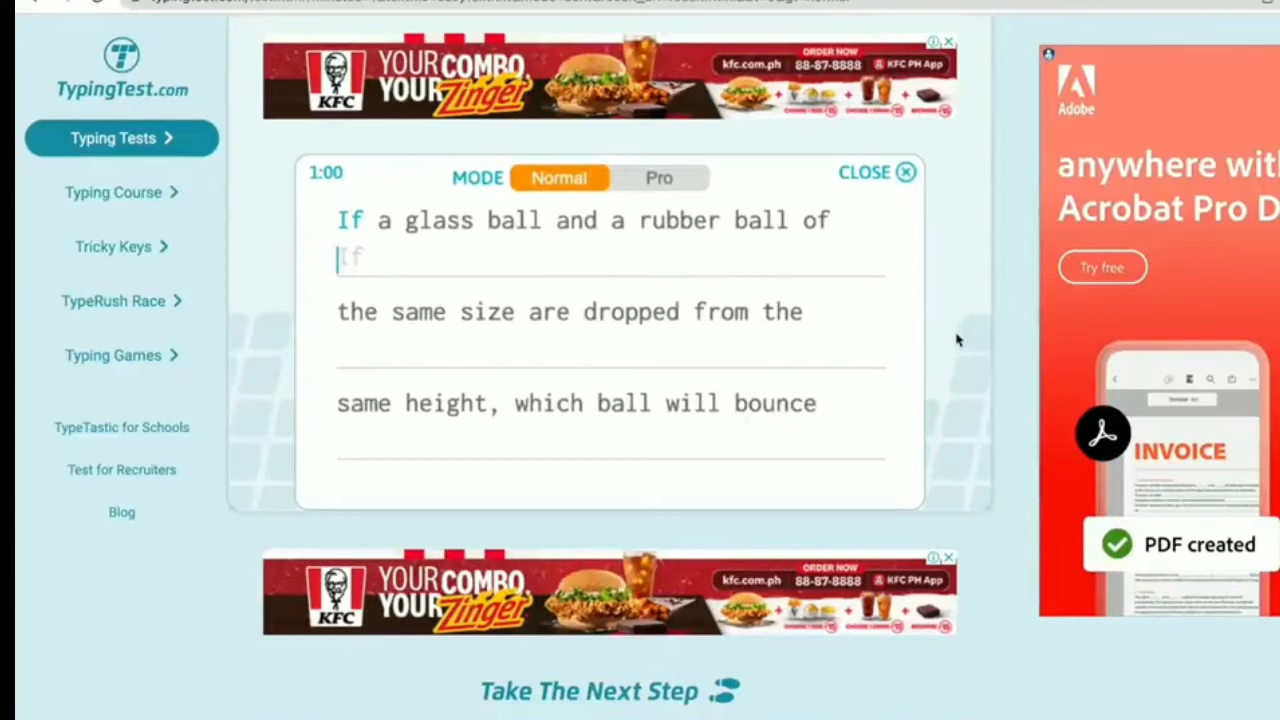 TypingTest.com
Typing Tests
Typing Course
Tricky Keys
TypeRush Race
Typing Games
TypeTastic for Schools
Test for Recruiters
Blog
KFC
YOUR COMBO,
YOUR Zinger
ORDER NOW
kfc.com.ph 88-87-8888 KFC PH App
1:00
MODE Normal Pro
CLOSE
If a glass ball and a rubber ball of
If
the same size are dropped from the
same height, which ball will bounce
KFC
YOUR COMBO,
YOUR Zinger
ORDER NOW
kfc.com.ph 88-87-8888 KFC PH App
Take The Next Step
Adobe
anywhere wit
Acrobat Pro D
Try free
INVOICE
PDF created